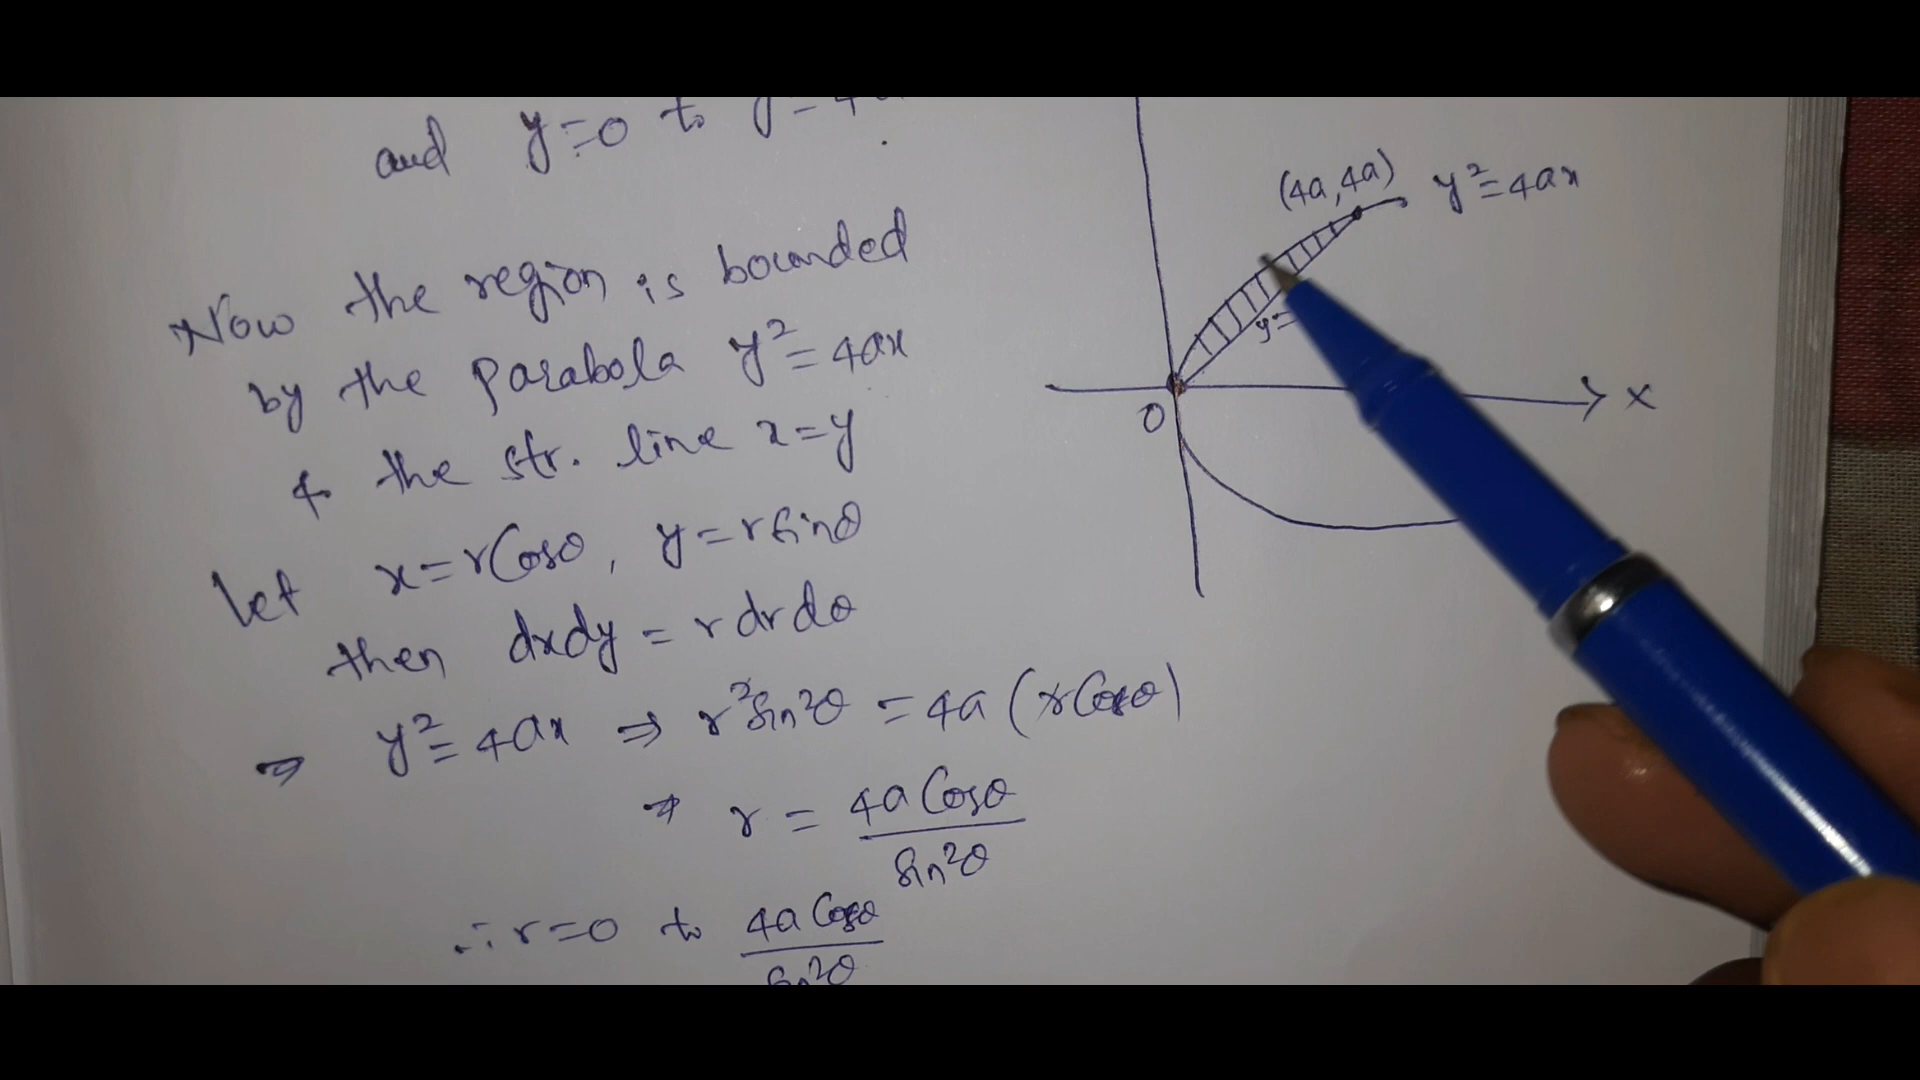 and y=0 to y=4a
Now the region is bounded
by the parabola y²=4ax
& the str. line x=y
Let x=rCosθ, y=rSinθ
then dxdy = r dr dθ
⇒ y²=4ax ⇒ r²Sin²θ = 4a (rCosθ)
⇒ r = 4a Cosθ / Sin²θ
∴ r=0 to 4a Cosθ / Sin²θ
(4a,4a) y²=4ax
y=
O
x